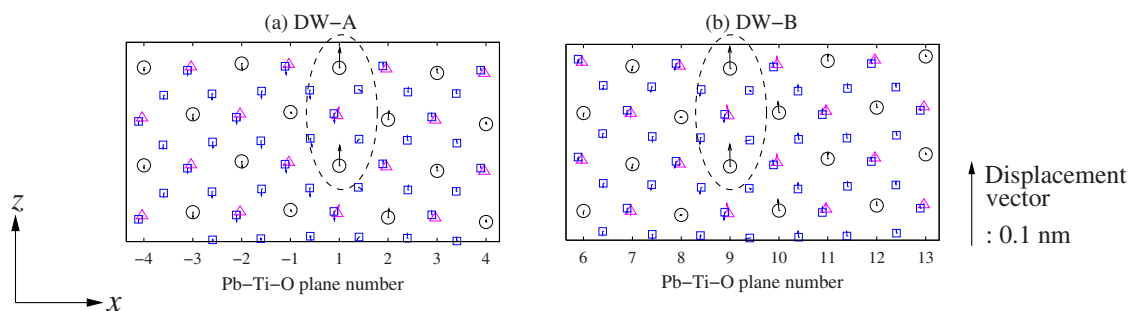 (a) DW−A
(b) DW−B
−4 −3 −2 −1 1 2 3 4
6 7 8 9 10 11 12 13
Pb−Ti−O plane number
Pb−Ti−O plane number
z
x
Displacement
vector
: 0.1 nm